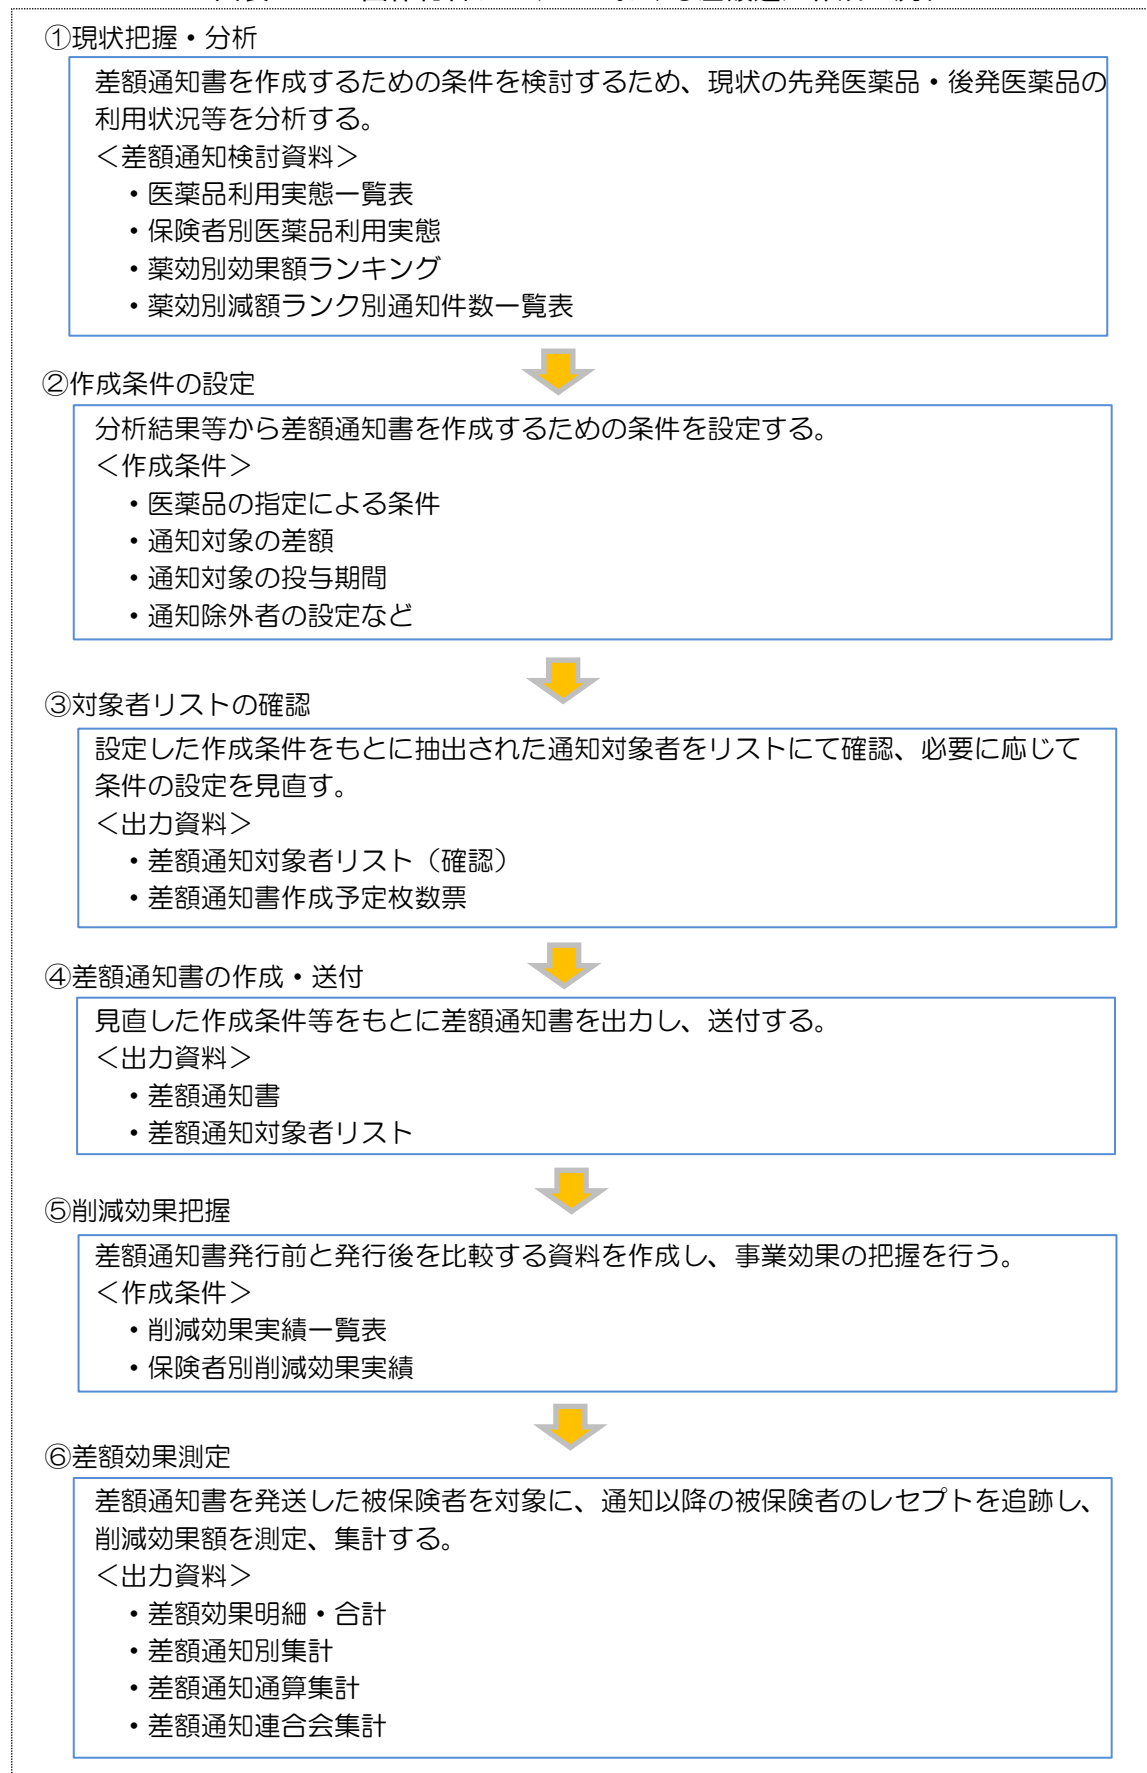 ①現状把握・分析
差額通知書を作成するための条件を検討するため、現状の先発医薬品・後発医薬品の
利用状況等を分析する。
＜差額通知検討資料＞
・医薬品利用実態一覧表
・保険者別医薬品利用実態
・薬効別効果額ランキング
・薬効別減額ランク別通知件数一覧表
②作成条件の設定
分析結果等から差額通知書を作成するための条件を設定する。
＜作成条件＞
・医薬品の指定による条件
・通知対象の差額
・通知対象の投与期間
・通知除外者の設定など
③対象者リストの確認
設定した作成条件をもとに抽出された通知対象者をリストにて確認、必要に応じて
条件の設定を見直す。
＜出力資料＞
・差額通知対象者リスト（確認）
・差額通知書作成予定枚数票
④差額通知書の作成・送付
見直した作成条件等をもとに差額通知書を出力し、送付する。
＜出力資料＞
・差額通知書
・差額通知対象者リスト
⑤削減効果把握
差額通知書発行前と発行後を比較する資料を作成し、事業効果の把握を行う。
＜作成条件＞
・削減効果実績一覧表
・保険者別削減効果実績
⑥差額効果測定
差額通知書を発送した被保険者を対象に、通知以降の被保険者のレセプトを追跡し、
削減効果額を測定、集計する。
＜出力資料＞
・差額効果明細・合計
・差額通知別集計
・差額通知通算集計
・差額通知連合会集計